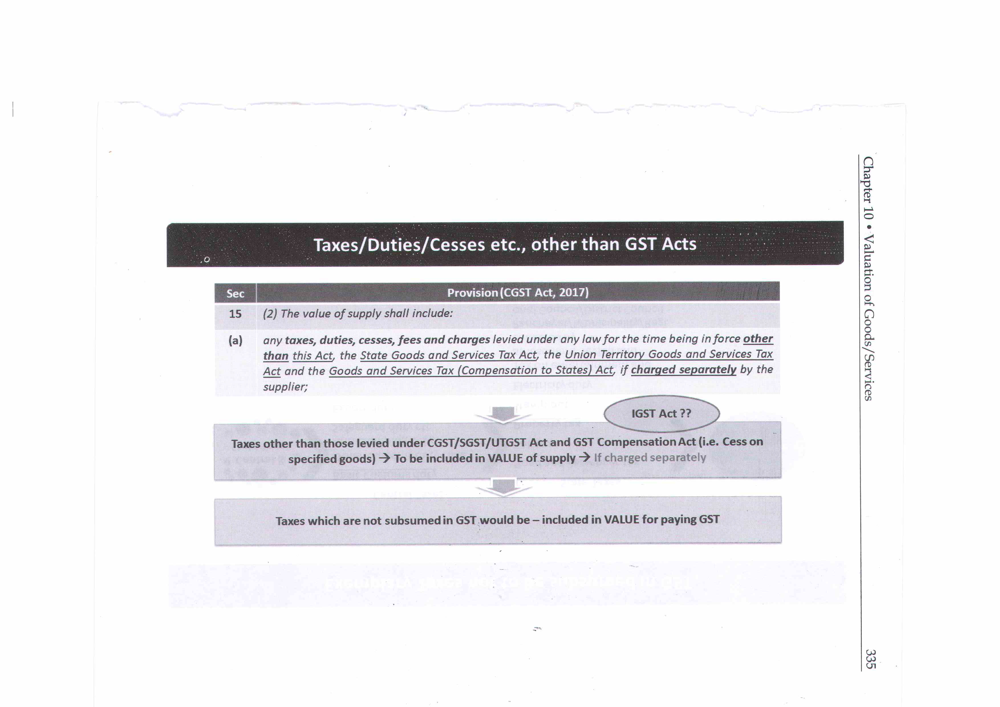 Chapter 10 • Valuation of Goods/Services
335
Taxes/Duties/Cesses etc., other than GST Acts
Sec Provision (CGST Act, 2017)
15 (2) The value of supply shall include:
(a) any taxes, duties, cesses, fees and charges levied under any law for the time being in force other
than this Act, the State Goods and Services Tax Act, the Union Territory Goods and Services Tax
Act and the Goods and Services Tax (Compensation to States) Act, if charged separately by the
supplier;
IGST Act ??
Taxes other than those levied under CGST/SGST/UTGST Act and GST Compensation Act (i.e. Cess on
specified goods) → To be included in VALUE of supply → If charged separately
Taxes which are not subsumed in GST would be – included in VALUE for paying GST